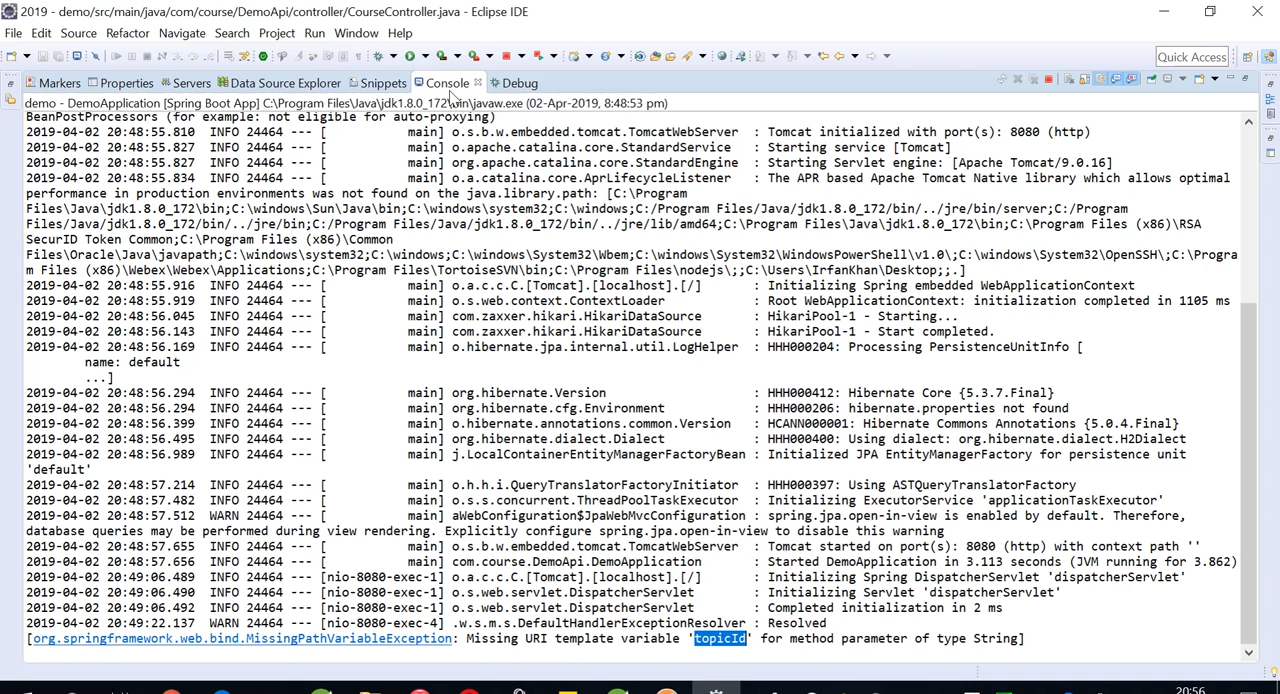 2019 - demo/src/main/java/com/course/DemoApi/controller/CourseController.java - Eclipse IDE
File Edit Source Refactor Navigate Search Project Run Window Help
Quick Access
Markers Properties Servers Data Source Explorer Snippets Console Debug
demo - DemoApplication [Spring Boot App] C:\Program Files\Java\jdk1.8.0_172\bin\javaw.exe (02-Apr-2019, 8:48:53 pm)
BeanPostProcessors (for example: not eligible for auto-proxying)
2019-04-02 20:48:55.810 INFO 24464 --- [ main] o.s.b.w.embedded.tomcat.TomcatWebServer : Tomcat initialized with port(s): 8080 (http)
2019-04-02 20:48:55.827 INFO 24464 --- [ main] o.apache.catalina.core.StandardService : Starting service [Tomcat]
2019-04-02 20:48:55.827 INFO 24464 --- [ main] org.apache.catalina.core.StandardEngine : Starting Servlet engine: [Apache Tomcat/9.0.16]
2019-04-02 20:48:55.834 INFO 24464 --- [ main] o.a.catalina.core.AprLifecycleListener : The APR based Apache Tomcat Native library which allows optimal
performance in production environments was not found on the java.library.path: [C:\Program
Files\Java\jdk1.8.0_172\bin;C:\windows\Sun\Java\bin;C:\windows\system32;C:\windows;C:/Program Files/Java/jdk1.8.0_172/bin/../jre/bin/server;C:/Program
Files/Java/jdk1.8.0_172/bin/../jre/bin;C:/Program Files/Java/jdk1.8.0_172/bin/../jre/lib/amd64;C:\Program Files\Java\jdk1.8.0_172\bin;C:\Program Files (x86)\RSA
SecurID Token Common;C:\Program Files (x86)\Common
Files\Oracle\Java\javapath;C:\windows\system32;C:\windows;C:\windows\System32\Wbem;C:\windows\System32\WindowsPowerShell\v1.0\;C:\windows\System32\OpenSSH\;C:\Progra
m Files (x86)\Webex\Webex\Applications;C:\Program Files\TortoiseSVN\bin;C:\Program Files\nodejs\;;C:\Users\IrfanKhan\Desktop;;.]
2019-04-02 20:48:55.916 INFO 24464 --- [ main] o.a.c.c.C.[Tomcat].[localhost].[/] : Initializing Spring embedded WebApplicationContext
2019-04-02 20:48:55.919 INFO 24464 --- [ main] o.s.web.context.ContextLoader : Root WebApplicationContext: initialization completed in 1105 ms
2019-04-02 20:48:56.045 INFO 24464 --- [ main] com.zaxxer.hikari.HikariDataSource : HikariPool-1 - Starting...
2019-04-02 20:48:56.143 INFO 24464 --- [ main] com.zaxxer.hikari.HikariDataSource : HikariPool-1 - Start completed.
2019-04-02 20:48:56.169 INFO 24464 --- [ main] o.hibernate.jpa.internal.util.LogHelper : HHH000204: Processing PersistenceUnitInfo [
name: default
...]
2019-04-02 20:48:56.294 INFO 24464 --- [ main] org.hibernate.Version : HHH000412: Hibernate Core {5.3.7.Final}
2019-04-02 20:48:56.294 INFO 24464 --- [ main] org.hibernate.cfg.Environment : HHH000206: hibernate.properties not found
2019-04-02 20:48:56.399 INFO 24464 --- [ main] o.hibernate.annotations.common.Version : HCANN000001: Hibernate Commons Annotations {5.0.4.Final}
2019-04-02 20:48:56.495 INFO 24464 --- [ main] org.hibernate.dialect.Dialect : HHH000400: Using dialect: org.hibernate.dialect.H2Dialect
2019-04-02 20:48:56.989 INFO 24464 --- [ main] j.LocalContainerEntityManagerFactoryBean : Initialized JPA EntityManagerFactory for persistence unit
'default'
2019-04-02 20:48:57.214 INFO 24464 --- [ main] o.h.h.i.QueryTranslatorFactoryInitiator : HHH000397: Using ASTQueryTranslatorFactory
2019-04-02 20:48:57.482 INFO 24464 --- [ main] o.s.s.concurrent.ThreadPoolTaskExecutor : Initializing ExecutorService 'applicationTaskExecutor'
2019-04-02 20:48:57.512 WARN 24464 --- [ main] aWebConfiguration$JpaWebMvcConfiguration : spring.jpa.open-in-view is enabled by default. Therefore,
database queries may be performed during view rendering. Explicitly configure spring.jpa.open-in-view to disable this warning
2019-04-02 20:48:57.655 INFO 24464 --- [ main] o.s.b.w.embedded.tomcat.TomcatWebServer : Tomcat started on port(s): 8080 (http) with context path ''
2019-04-02 20:48:57.656 INFO 24464 --- [ main] com.course.DemoApi.DemoApplication : Started DemoApplication in 3.113 seconds (JVM running for 3.862)
2019-04-02 20:49:06.489 INFO 24464 --- [nio-8080-exec-1] o.a.c.c.C.[Tomcat].[localhost].[/] : Initializing Spring DispatcherServlet 'dispatcherServlet'
2019-04-02 20:49:06.490 INFO 24464 --- [nio-8080-exec-1] o.s.web.servlet.DispatcherServlet : Initializing Servlet 'dispatcherServlet'
2019-04-02 20:49:06.492 INFO 24464 --- [nio-8080-exec-1] o.s.web.servlet.DispatcherServlet : Completed initialization in 2 ms
2019-04-02 20:49:22.137 WARN 24464 --- [nio-8080-exec-4] .w.s.m.s.DefaultHandlerExceptionResolver : Resolved
[org.springframework.web.bind.MissingPathVariableException: Missing URI template variable 'topicId' for method parameter of type String]
20:56